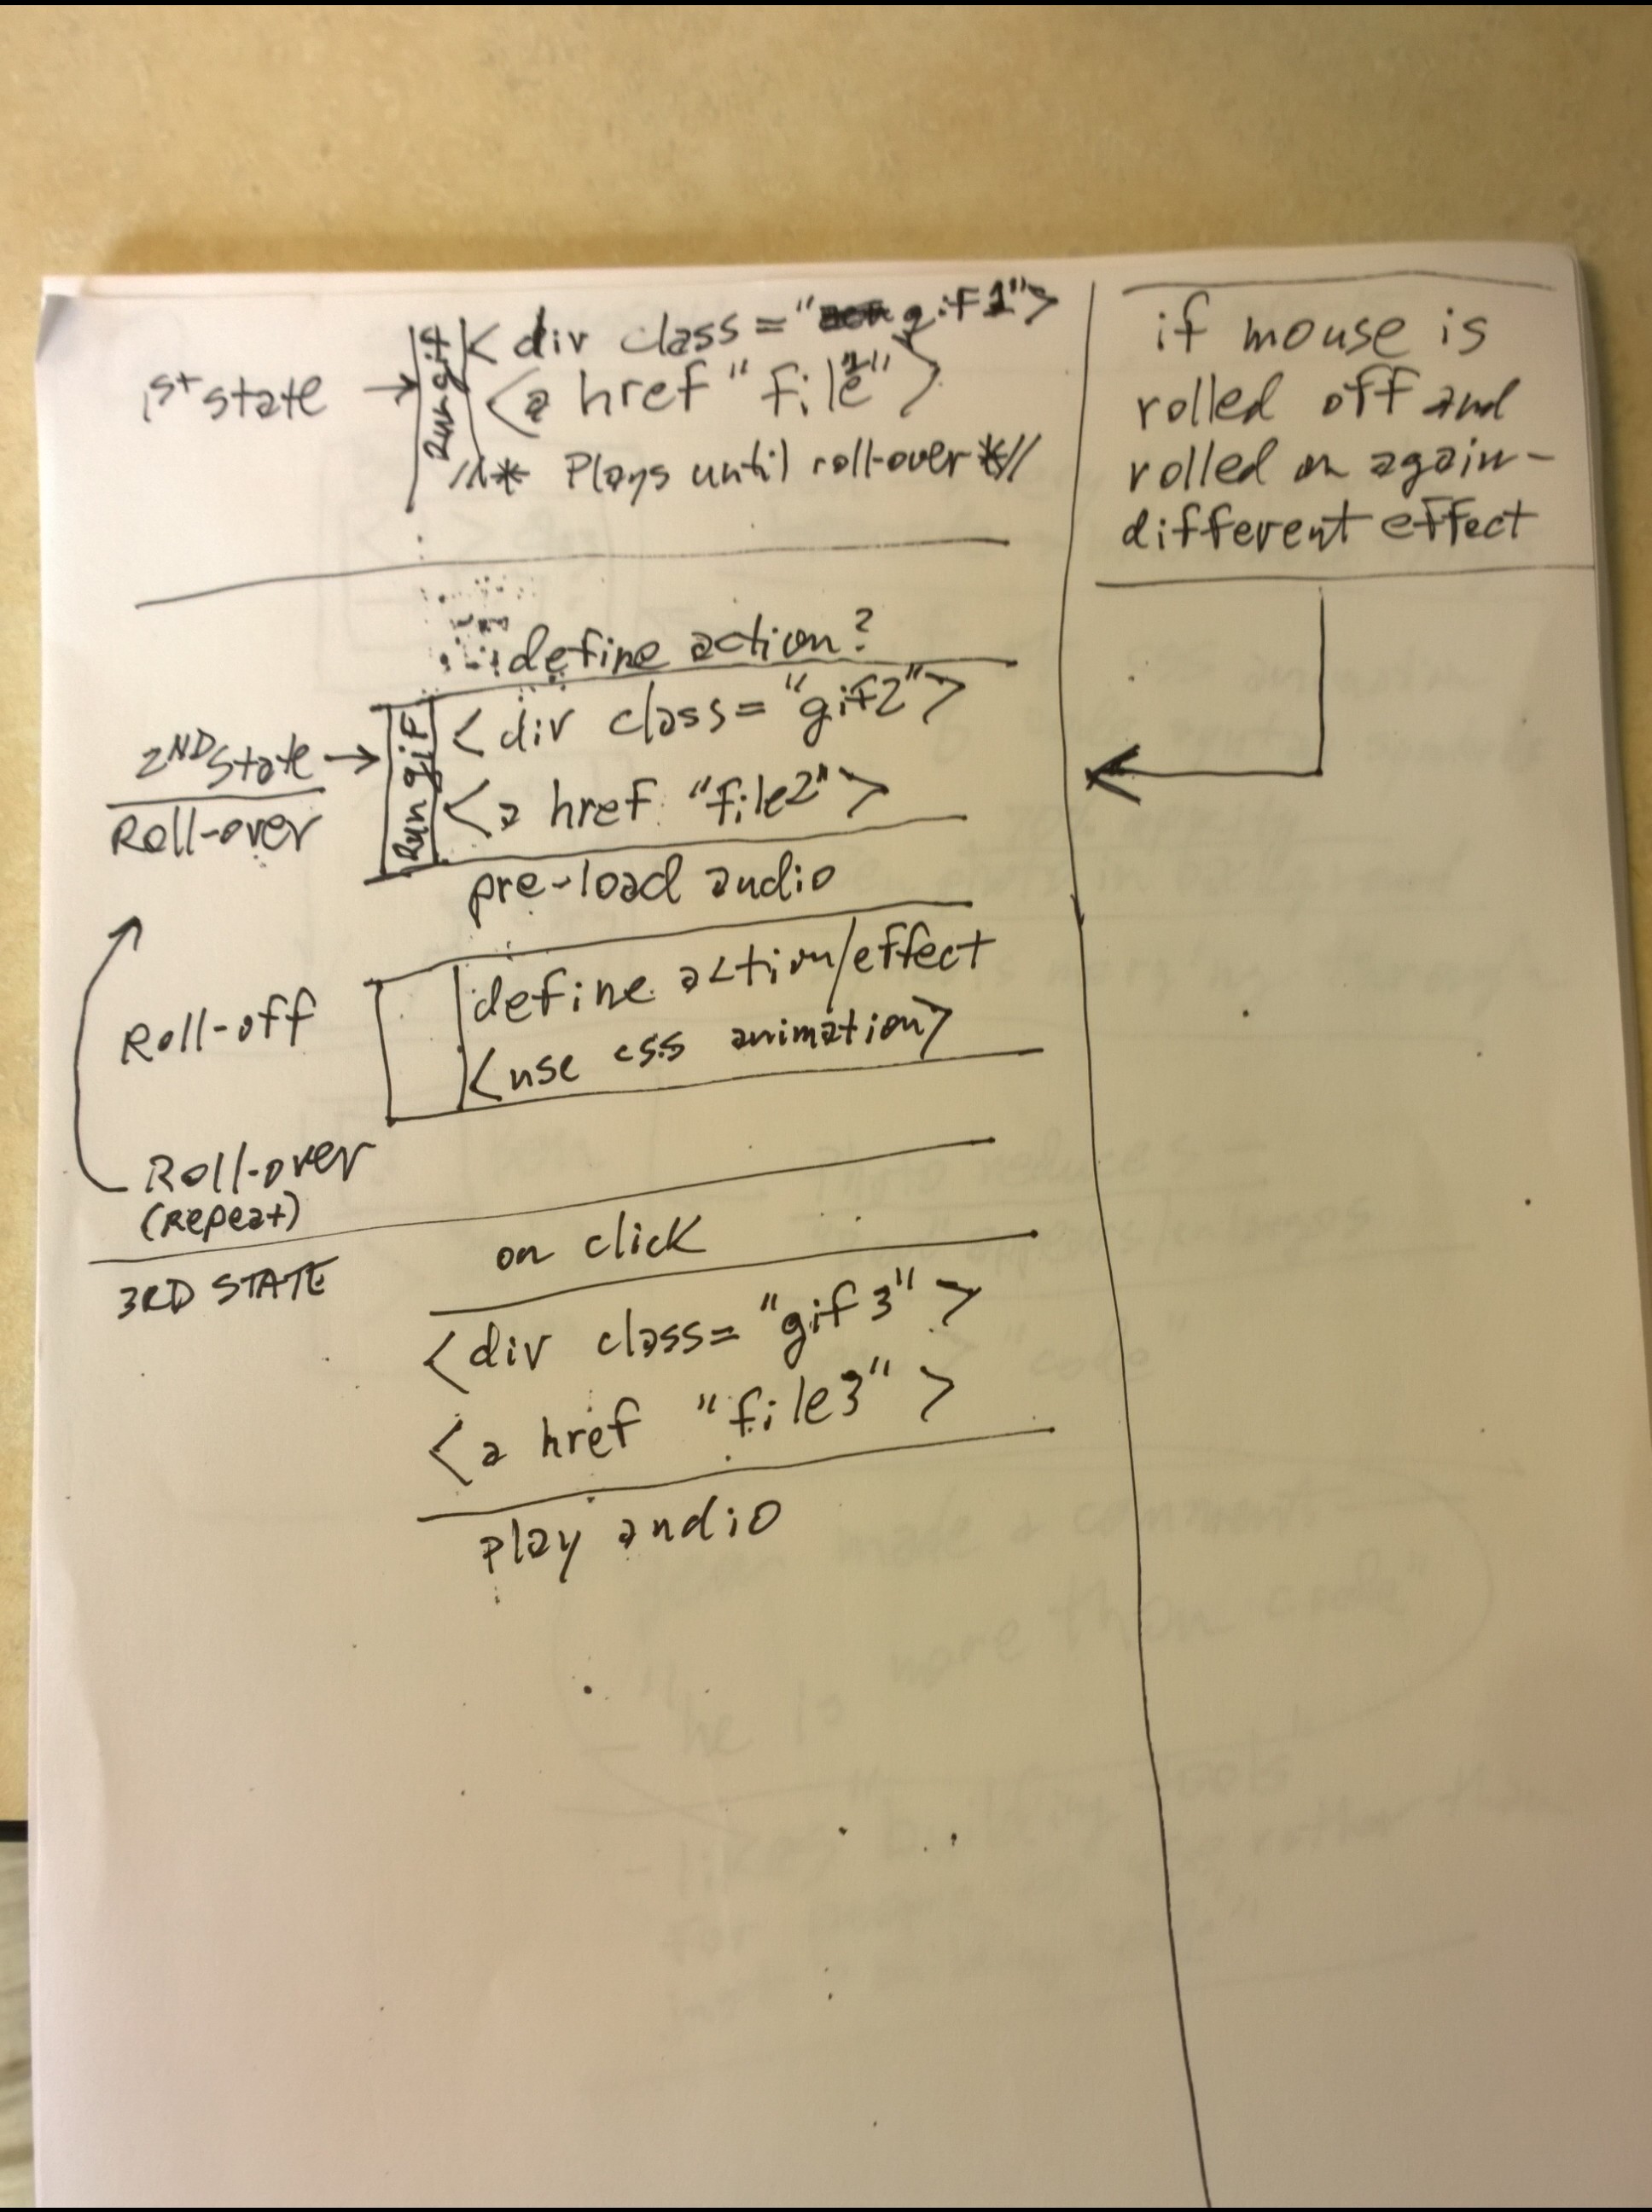 1st state →
Run gif
< div class = "gif1">
<a href "file1">
//* Plays until roll-over *//
define action?
2ND State →
Roll-over
Run gif
< div class = "gif2">
<a href "file2">
pre-load audio
Roll-off
define action/effect
<use css animation>
Roll-over
(Repeat)
3RD STATE
on click
<div class= "gif3" >
<a href "file3" >
play audio
if mouse is
rolled off and
rolled on again-
different effect